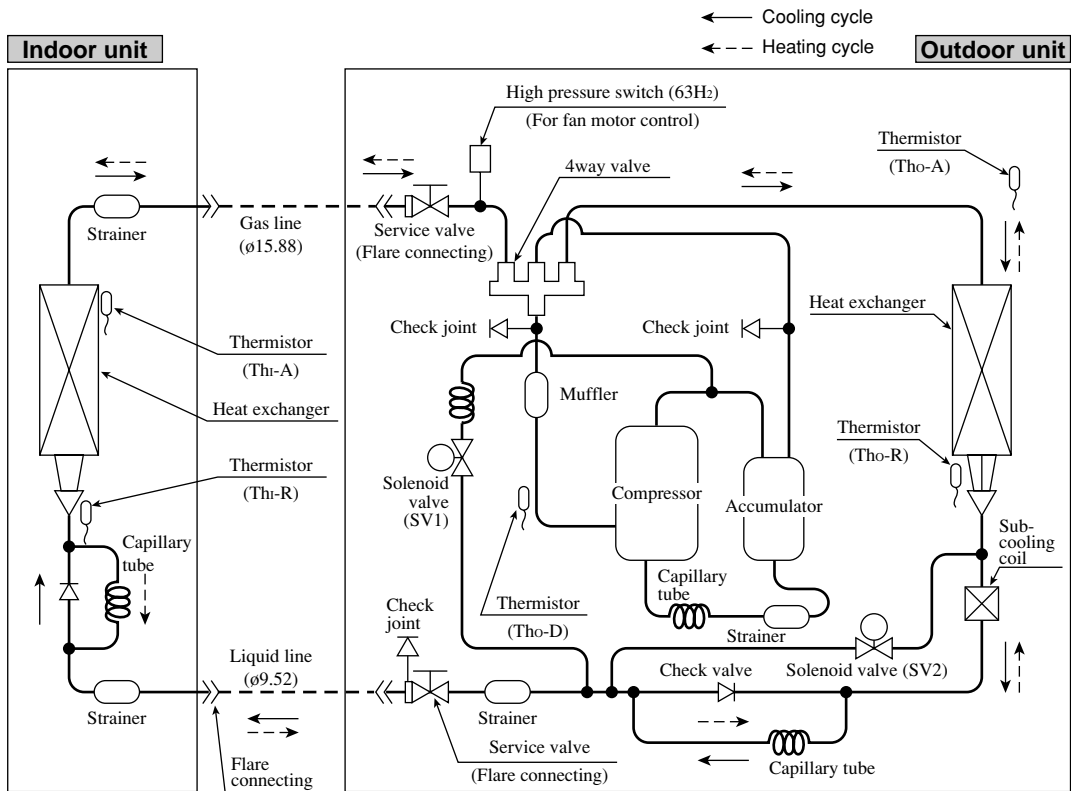 Cooling cycle
Heating cycle
Indoor unit
Outdoor unit
High pressure switch (63H₂)
(For fan motor control)
4way valve
Thermistor
(Tho-A)
Strainer
Gas line
(ø15.88)
Service valve
(Flare connecting)
Check joint
Check joint
Heat exchanger
Thermistor
(ThI-A)
Heat exchanger
Muffler
Thermistor
(Tho-R)
Thermistor
(ThI-R)
Solenoid
valve
(SV1)
Compressor
Accumulator
Capillary
tube
Sub-
cooling
coil
Capillary
tube
Check
joint
Thermistor
(Tho-D)
Strainer
Liquid line
(ø9.52)
Check valve
Solenoid valve (SV2)
Strainer
Strainer
Service valve
(Flare connecting)
Capillary tube
Flare
connecting